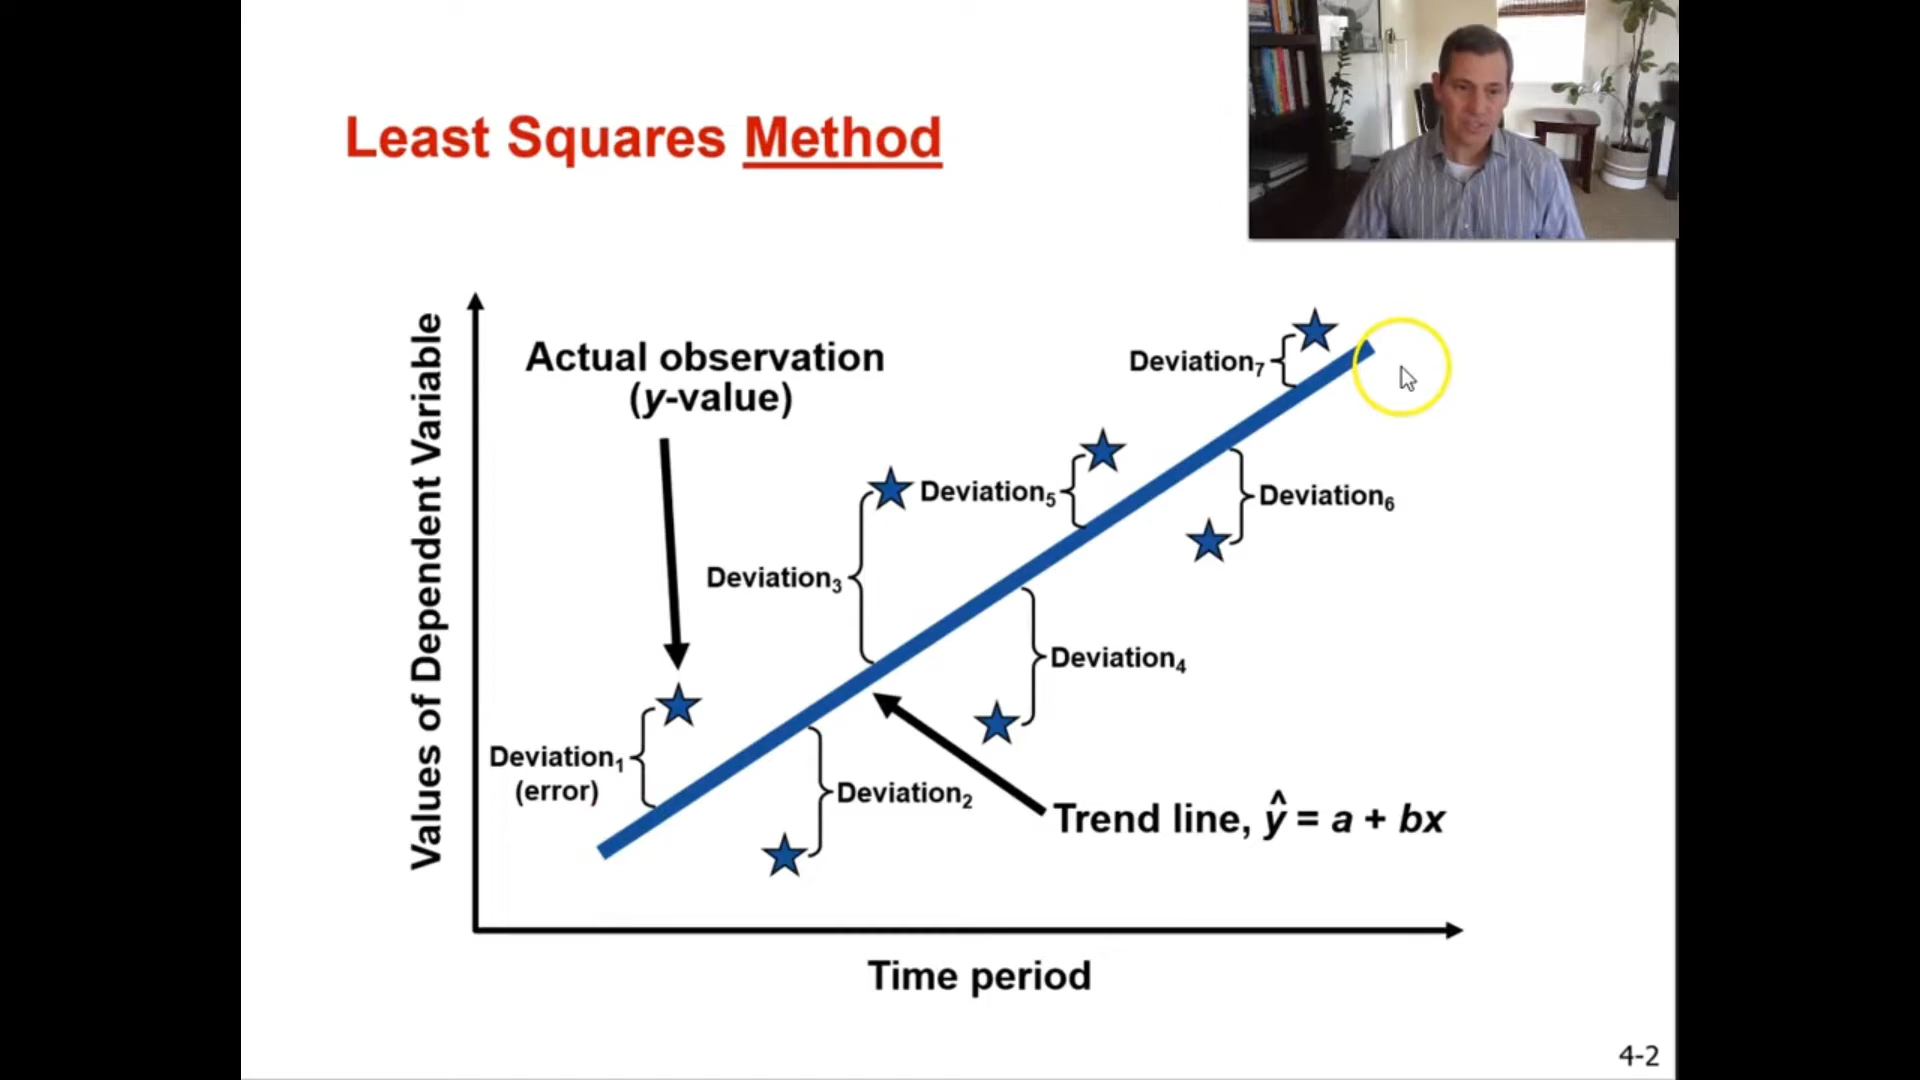 Least Squares Method
Values of Dependent Variable
Actual observation
(y-value)
Deviation₇
Deviation₅
Deviation₆
Deviation₃
Deviation₄
Deviation₁
(error)
Deviation₂
Trend line, ŷ = a + bx
Time period
4-2